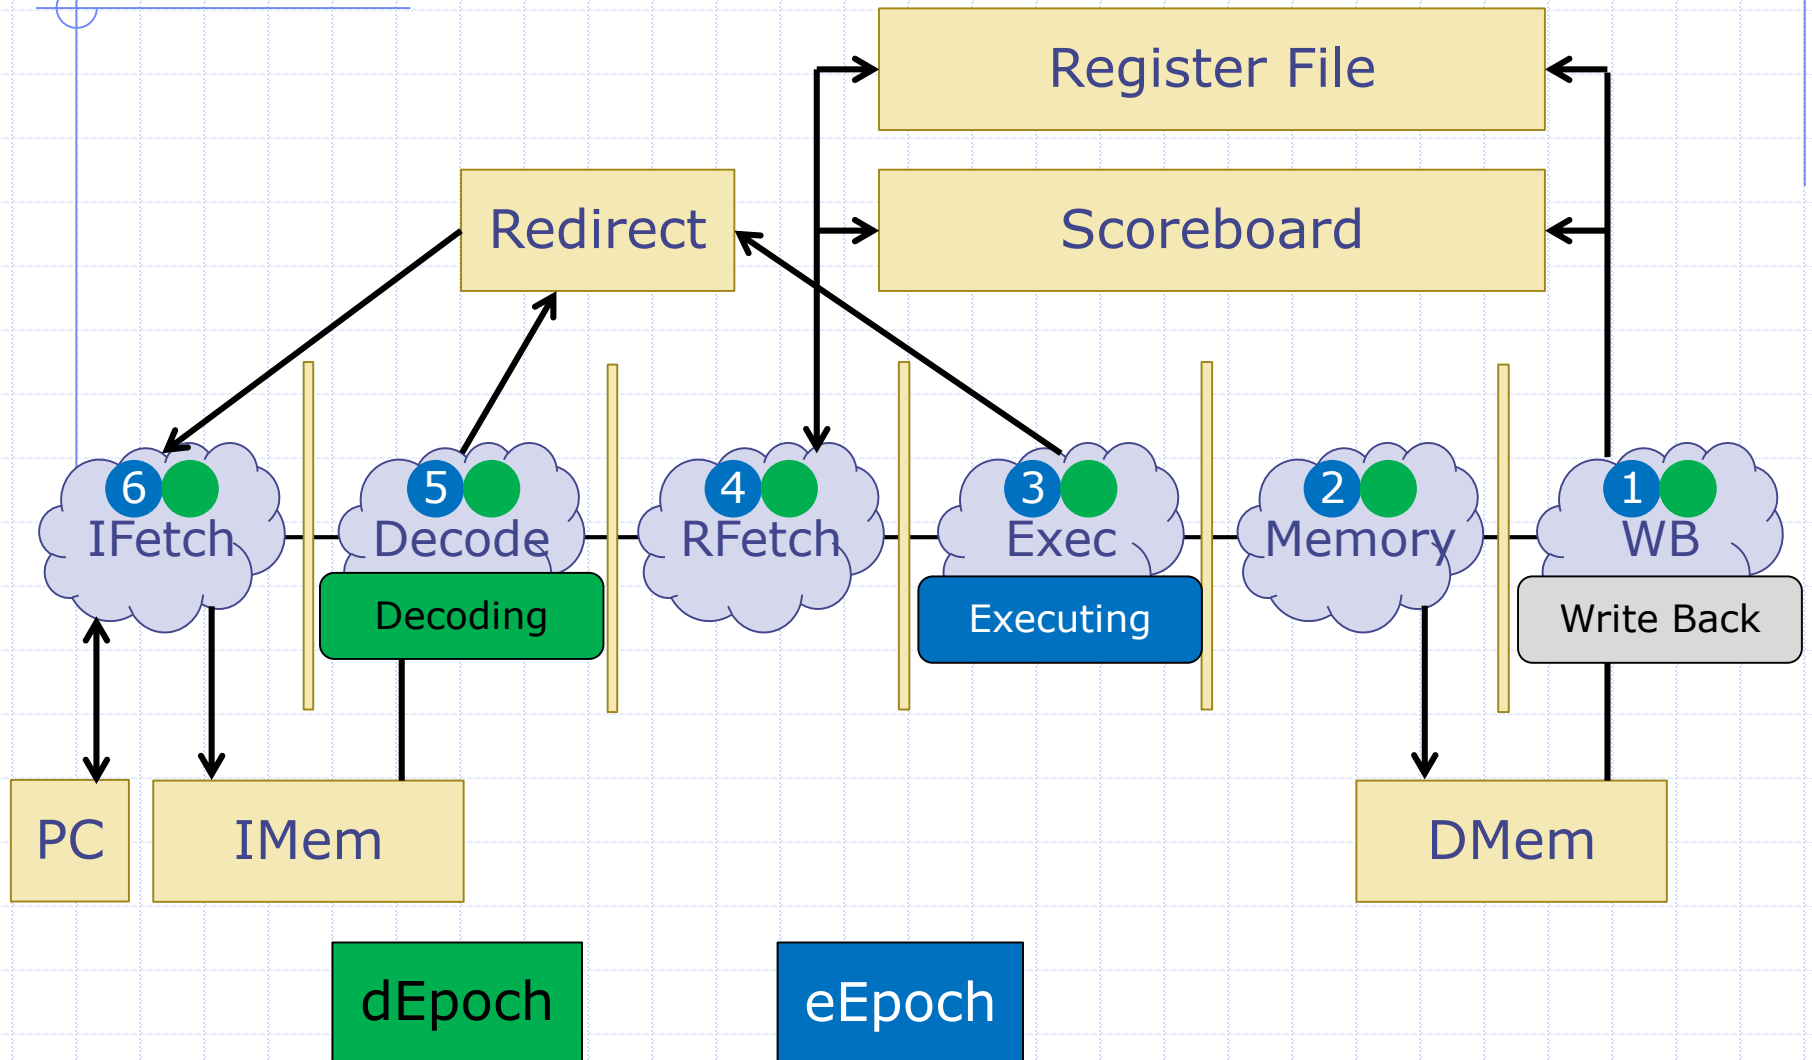 Register File
Redirect
Scoreboard
6
IFetch
5
Decode
4
RFetch
3
Exec
2
Memory
1
WB
Decoding
Executing
Write Back
PC
IMem
DMem
dEpoch
eEpoch